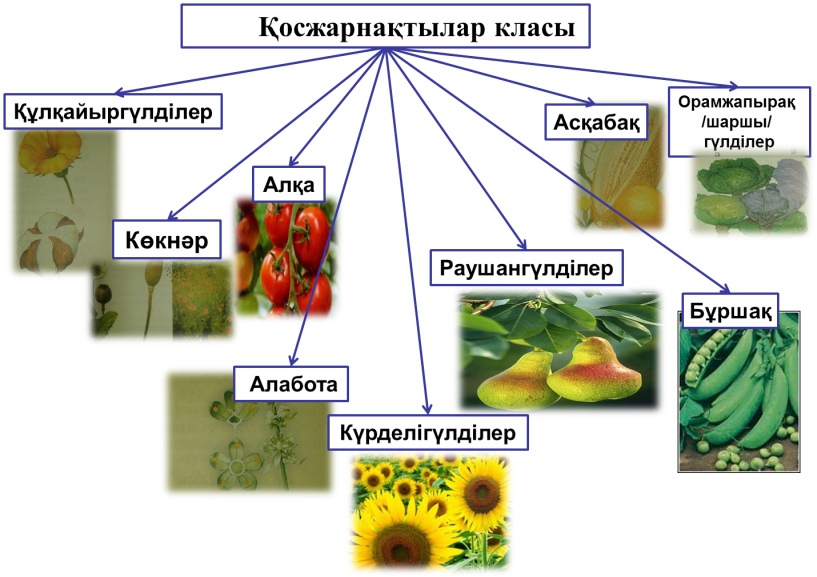 Қосжарнақтылар класы
Құлқайыргүлділер
Асқабақ
Орамжапырақ
/шаршы/
гүлділер
Алқа
Көкнәр
Раушангүлділер
Бұршақ
Алабота
Күрделігүлділер